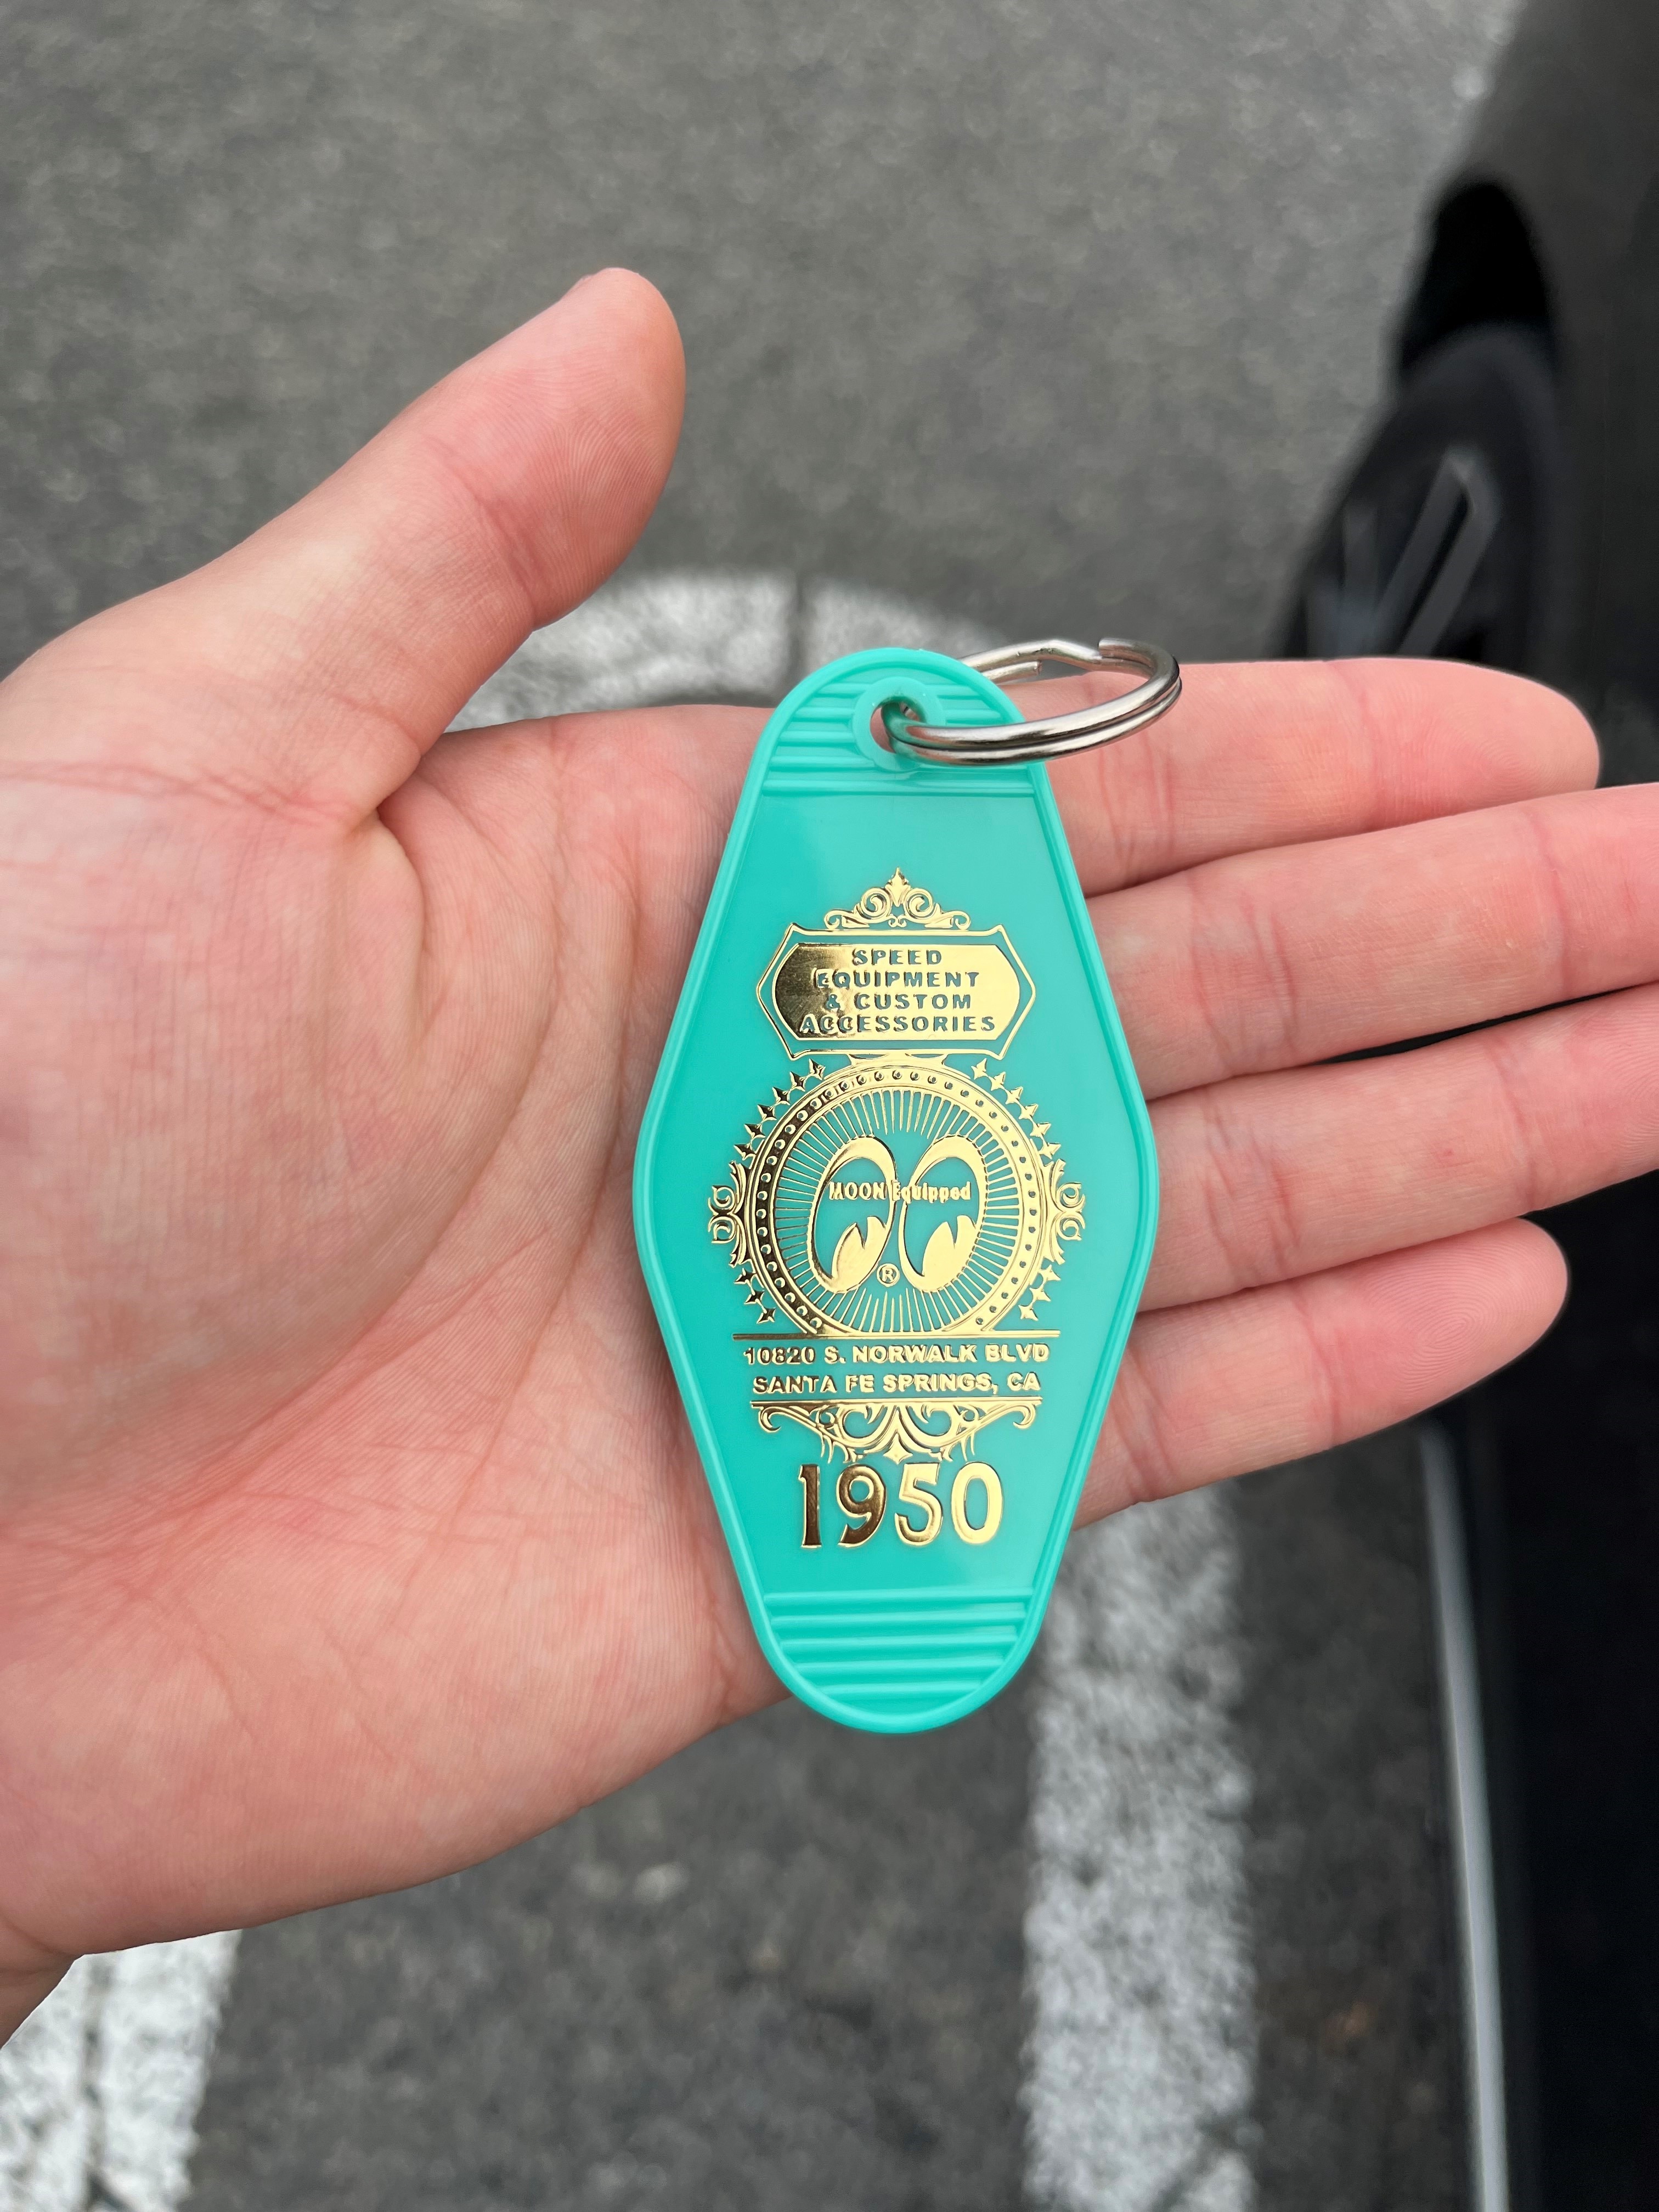 SPEED
EQUIPMENT
& CUSTOM
ACCESSORIES
MOON Equipped
®
10820 S. NORWALK BLVD
SANTA FE SPRINGS, CA
1950